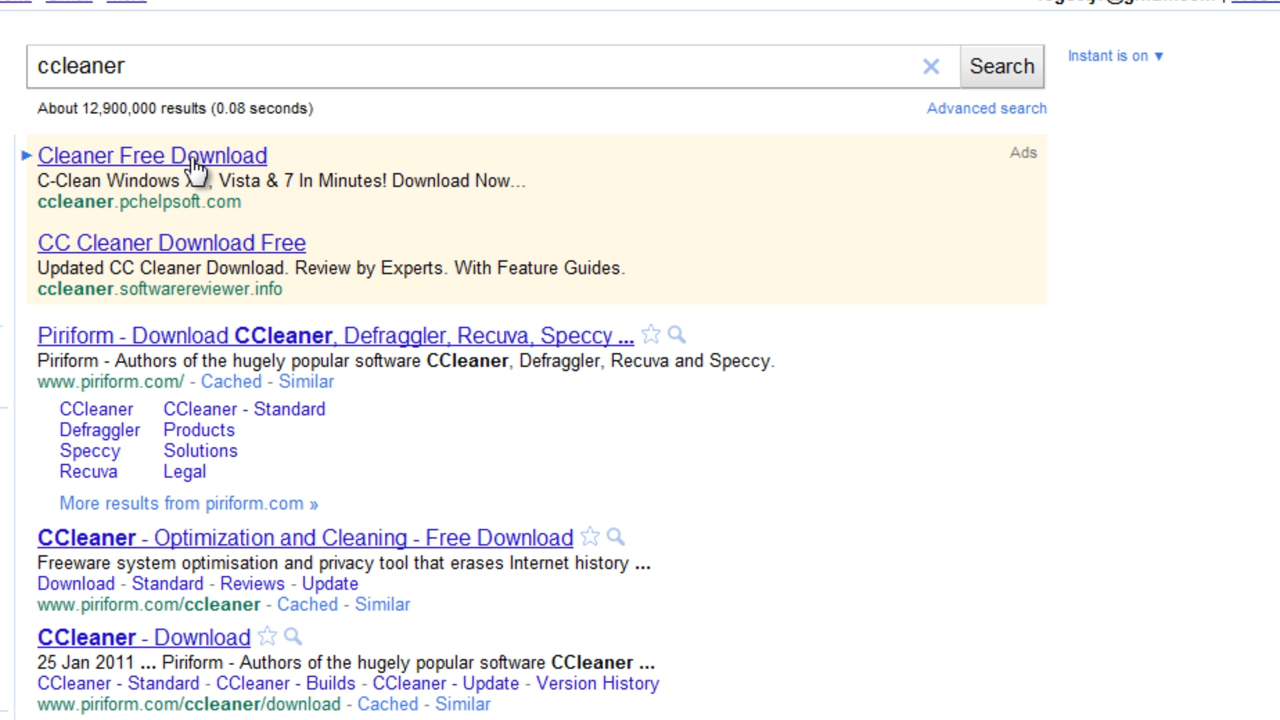 ccleaner
Search
Instant is on ▼
About 12,900,000 results (0.08 seconds)
Advanced search
Cleaner Free Download
Ads
C-Clean Windows Vista & 7 In Minutes! Download Now...
ccleaner.pchelpsoft.com
CC Cleaner Download Free
Updated CC Cleaner Download. Review by Experts. With Feature Guides.
ccleaner.softwarereviewer.info
Piriform - Download CCleaner, Defraggler, Recuva, Speccy ...
Piriform - Authors of the hugely popular software CCleaner, Defraggler, Recuva and Speccy.
www.piriform.com/ - Cached - Similar
CCleaner CCleaner - Standard
Defraggler Products
Speccy Solutions
Recuva Legal
More results from piriform.com »
CCleaner - Optimization and Cleaning - Free Download
Freeware system optimisation and privacy tool that erases Internet history ...
Download - Standard - Reviews - Update
www.piriform.com/ccleaner - Cached - Similar
CCleaner - Download
25 Jan 2011 ... Piriform - Authors of the hugely popular software CCleaner ...
CCleaner - Standard - CCleaner - Builds - CCleaner - Update - Version History
www.piriform.com/ccleaner/download - Cached - Similar